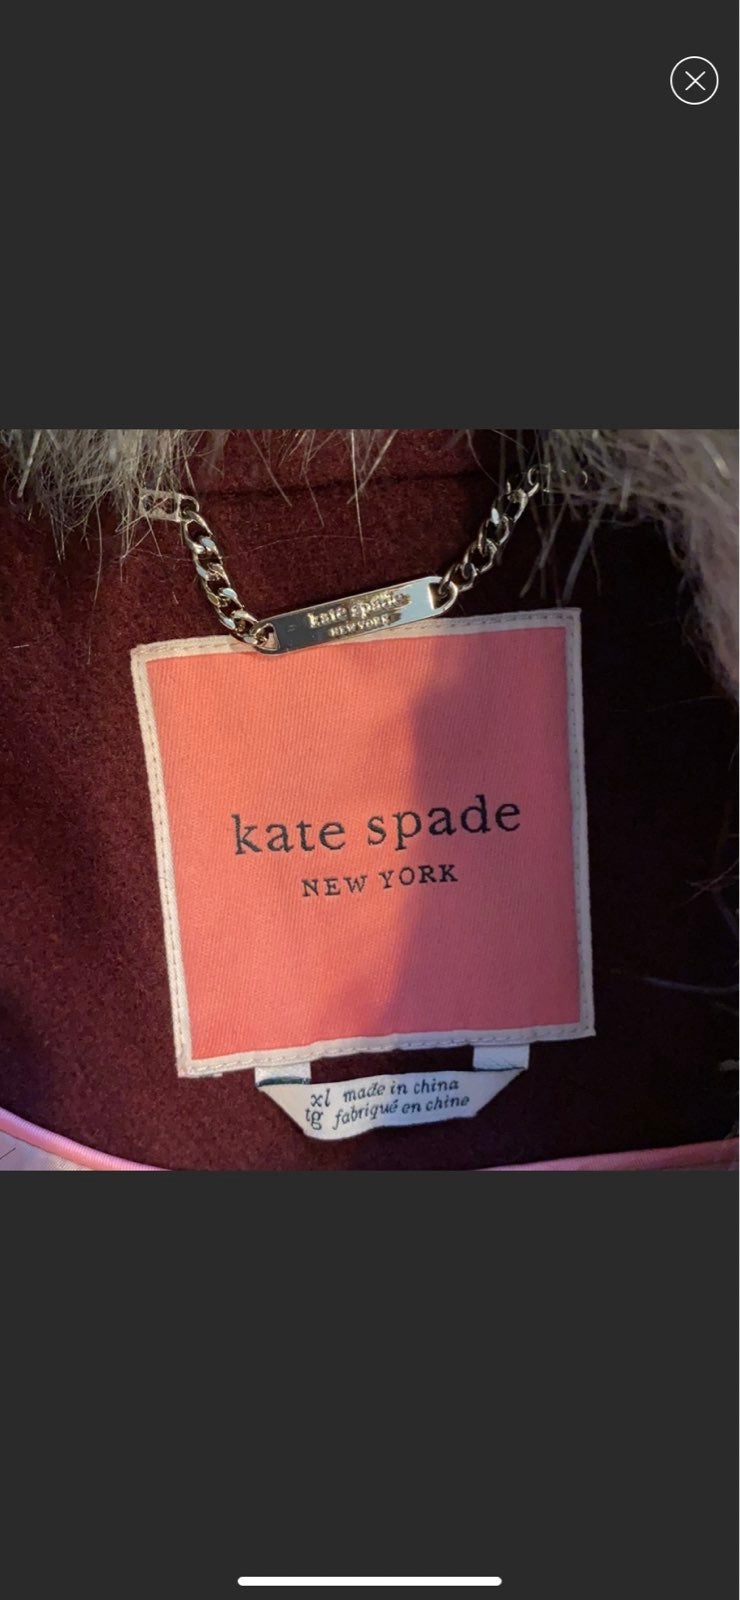 kate spade
NEW YORK
kate spade
NEW YORK
xl made in china
tg fabriqué en chine